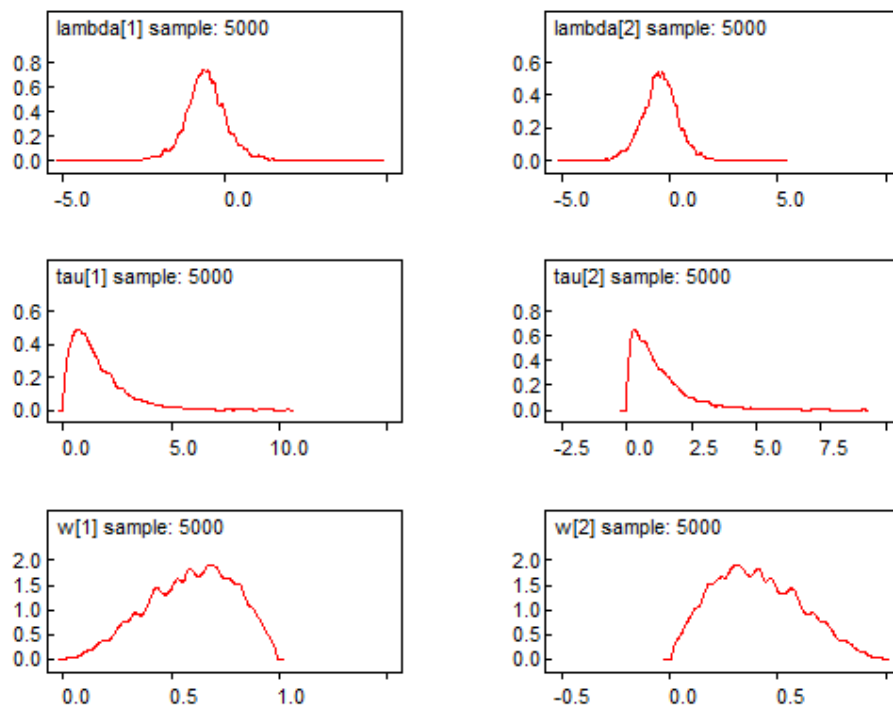 lambda[1] sample: 5000
0.8
0.6
0.4
0.2
0.0
-5.0 0.0
lambda[2] sample: 5000
0.6
0.4
0.2
0.0
-5.0 0.0 5.0
tau[1] sample: 5000
0.6
0.4
0.2
0.0
0.0 5.0 10.0
tau[2] sample: 5000
0.8
0.6
0.4
0.2
0.0
-2.5 0.0 2.5 5.0 7.5
w[1] sample: 5000
2.0
1.5
1.0
0.5
0.0
0.0 0.5 1.0
w[2] sample: 5000
2.0
1.5
1.0
0.5
0.0
-0.5 0.0 0.5